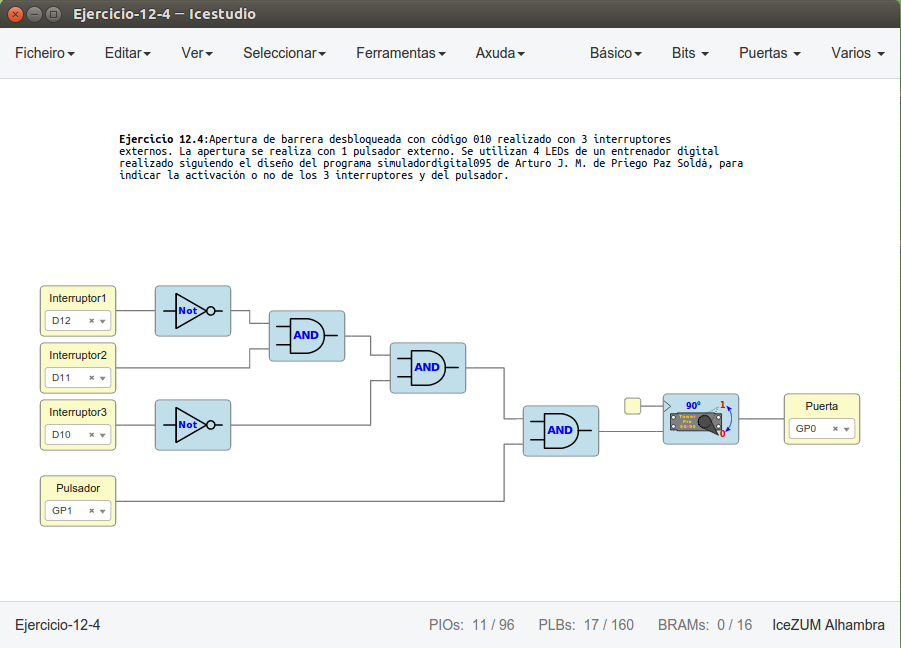 Ejercicio-12-4 — Icestudio
Ficheiro Editar Ver Seleccionar Ferramentas Axuda Básico Bits Puertas Varios
Ejercicio 12.4:Apertura de barrera desbloqueada con código 010 realizado con 3 interruptores
externos. La apertura se realiza con 1 pulsador externo. Se utilizan 4 LEDs de un entrenador digital
realizado siguiendo el diseño del programa simuladordigital095 de Arturo J. M. de Priego Paz Soldá, para
indicar la activación o no de los 3 interruptores y del pulsador.
Interruptor1
D12
Not
AND
Interruptor2
D11
AND
Interruptor3
D10
Not
AND
90º
1
0
Puerta
GP0
Pulsador
GP1
Ejercicio-12-4 PIOs: 11 / 96 PLBs: 17 / 160 BRAMs: 0 / 16 IceZUM Alhambra